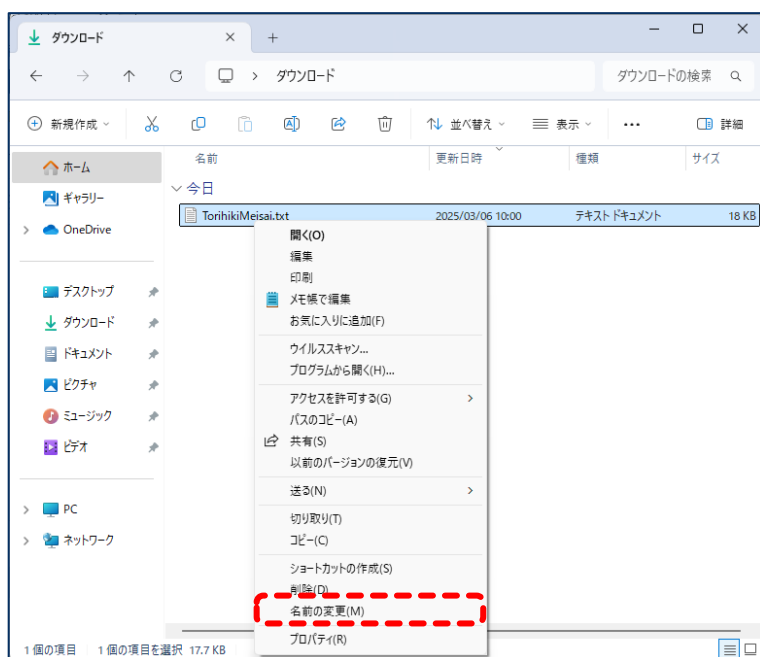 ダウンロード
ダウンロード ダウンロードの検索
新規作成 並べ替え 表示 ... 詳細
名前 更新日時 種類 サイズ
ホーム
ギャラリー
OneDrive
デスクトップ
ダウンロード
ドキュメント
ピクチャ
ミュージック
ビデオ
PC
ネットワーク
今日
TorihikiMeisai.txt 2025/03/06 10:00 テキスト ドキュメント 18 KB
開く(O)
編集
印刷
メモ帳で編集
お気に入りに追加(F)
ウイルススキャン...
プログラムから開く(H)...
アクセスを許可する(G)
パスのコピー(A)
共有(S)
以前のバージョンの復元(V)
送る(N)
切り取り(T)
コピー(C)
ショートカットの作成(S)
削除(D)
名前の変更(M)
プロパティ(R)
1 個の項目 1 個の項目を選択 17.7 KB